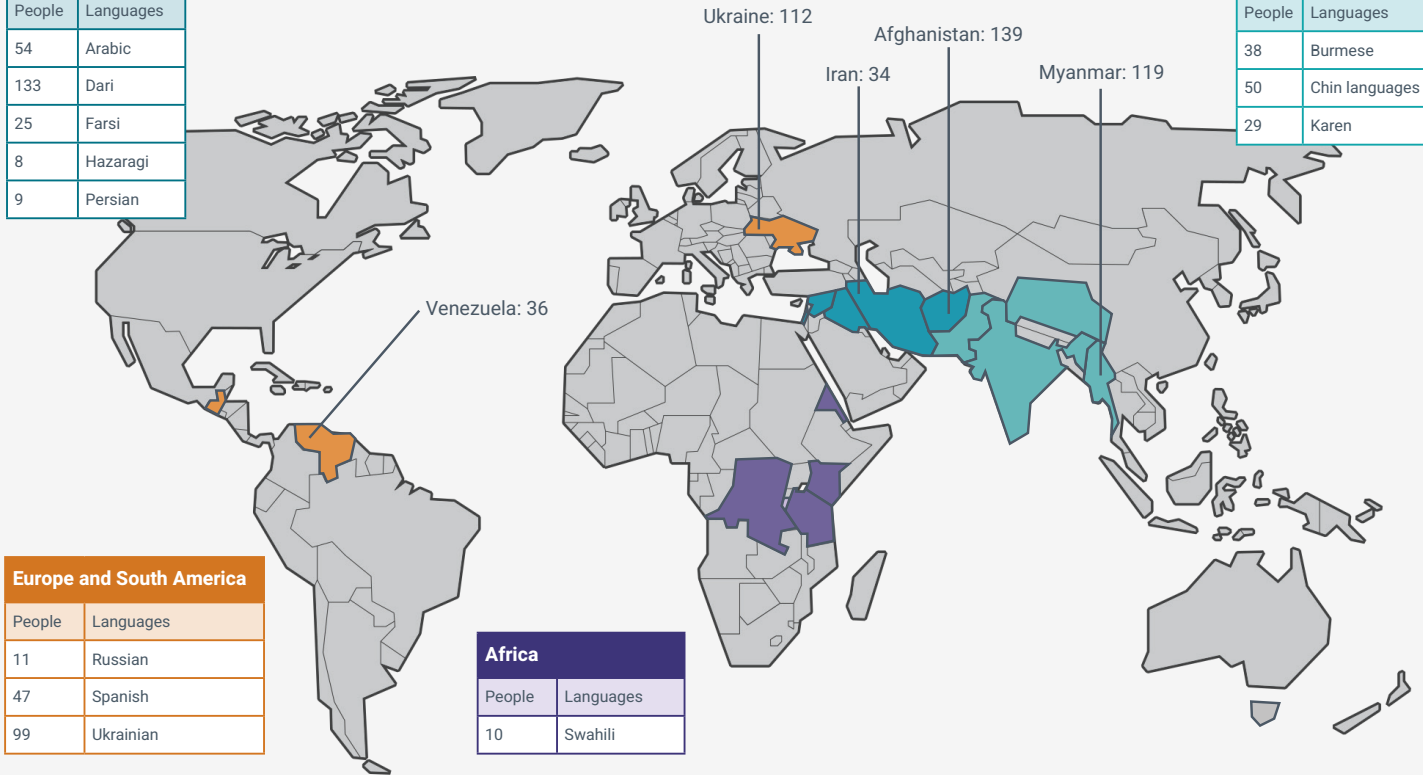 People Languages
54 Arabic
133 Dari
25 Farsi
8 Hazaragi
9 Persian
Ukraine: 112
Afghanistan: 139
Iran: 34
Myanmar: 119
People Languages
38 Burmese
50 Chin languages
29 Karen
Venezuela: 36
Europe and South America
People Languages
11 Russian
47 Spanish
99 Ukrainian
Africa
People Languages
10 Swahili